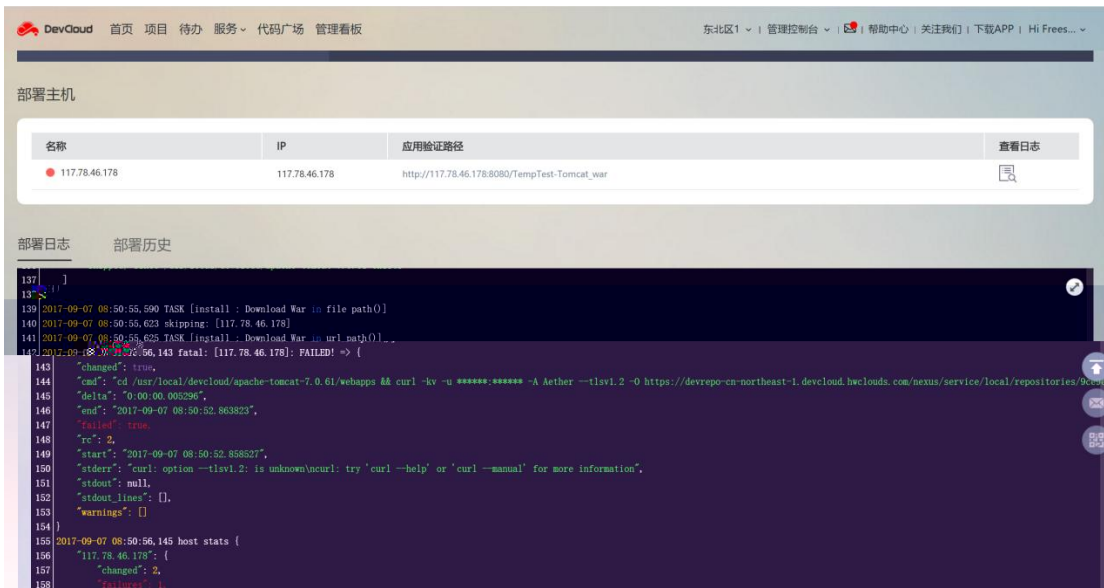 DevCloud 首页 项目 待办 服务 代码广场 管理看板 东北区1 | 管理控制台 | | 帮助中心 | 关注我们 | 下载APP | Hi Frees...
部署主机
名称 IP 应用验证路径 查看日志
117.78.46.178 117.78.46.178 http://117.78.46.178:8080/TempTest-Tomcat_war
部署日志 部署历史
137 ]
139 2017-09-07 08:50:55,590 TASK [install : Download War in file path()]
140 2017-09-07 08:50:55,623 skipping: [117.78.46.178]
141 2017-09-07 08:50:55,625 TASK [install : Download War in url path()]
142 2017-09- 56,143 fatal: [117.78.46.178]: FAILED! => {
143 "changed": true,
144 "cmd": "cd /usr/local/devcloud/apache-tomcat-7.0.61/webapps && curl -kv -u ******:****** -A Aether --tlsv1.2 -O https://devrepo-cn-northeast-1.devcloud.hwclouds.com/nexus/service/local/repositories/
145 "delta": "0:00:00.005296",
146 "end": "2017-09-07 08:50:52.863823",
147 "failed": true,
148 "rc": 2,
149 "start": "2017-09-07 08:50:52.858527",
150 "stderr": "curl: option --tlsv1.2: is unknown\ncurl: try 'curl --help' or 'curl --manual' for more information",
151 "stdout": null,
152 "stdout_lines": [],
153 "warnings": []
154 }
155 2017-09-07 08:50:56,145 host stats {
156 "117.78.46.178": {
157 "changed": 2,
158 "failures": 1,